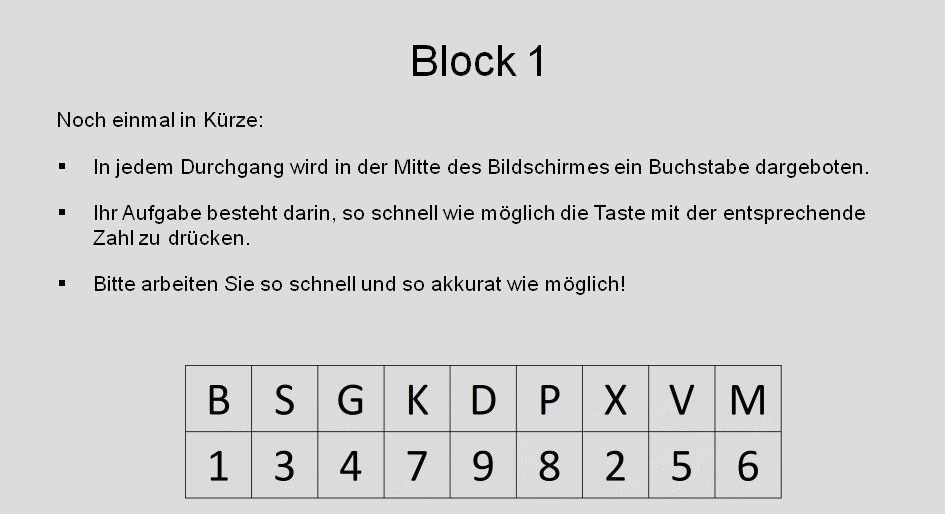 Block 1
Noch einmal in Kürze:
▪ In jedem Durchgang wird in der Mitte des Bildschirmes ein Buchstabe dargeboten.
▪ Ihr Aufgabe besteht darin, so schnell wie möglich die Taste mit der entsprechende
Zahl zu drücken.
▪ Bitte arbeiten Sie so schnell und so akkurat wie möglich!
B S G K D P X V M
1 3 4 7 9 8 2 5 6